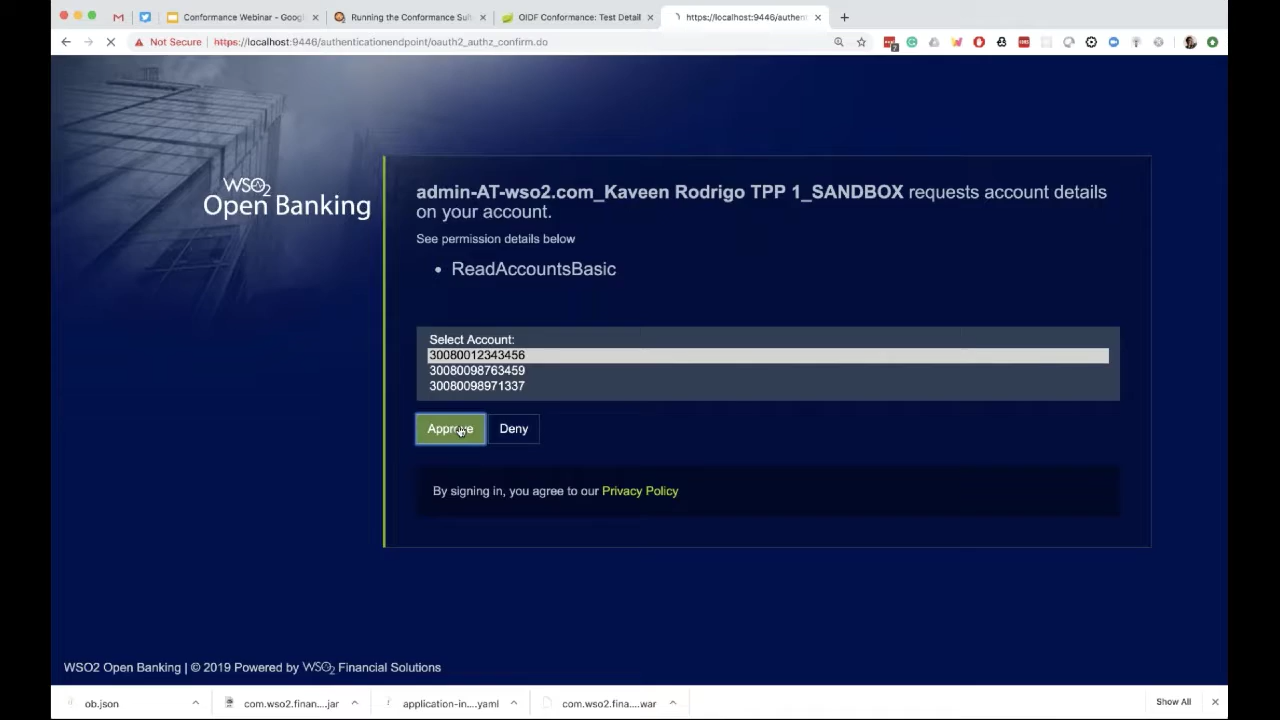 Conformance Webinar - Googl
Running the Conformance Suit
OIDF Conformance: Test Detail
https://localhost:9446/authent
Not Secure
https://localhost:9446/authenticationendpoint/oauth2_authz_confirm.do
WSO2
Open Banking
admin-AT-wso2.com_Kaveen Rodrigo TPP 1_SANDBOX requests account details
on your account.
See permission details below
• ReadAccountsBasic
Select Account:
30080012343456
30080098763459
30080098971337
Approve
Deny
By signing in, you agree to our Privacy Policy
WSO2 Open Banking | © 2019 Powered by WSO2 Financial Solutions
ob.json
com.wso2.finan....jar
application-in....yaml
com.wso2.fina....war
Show All